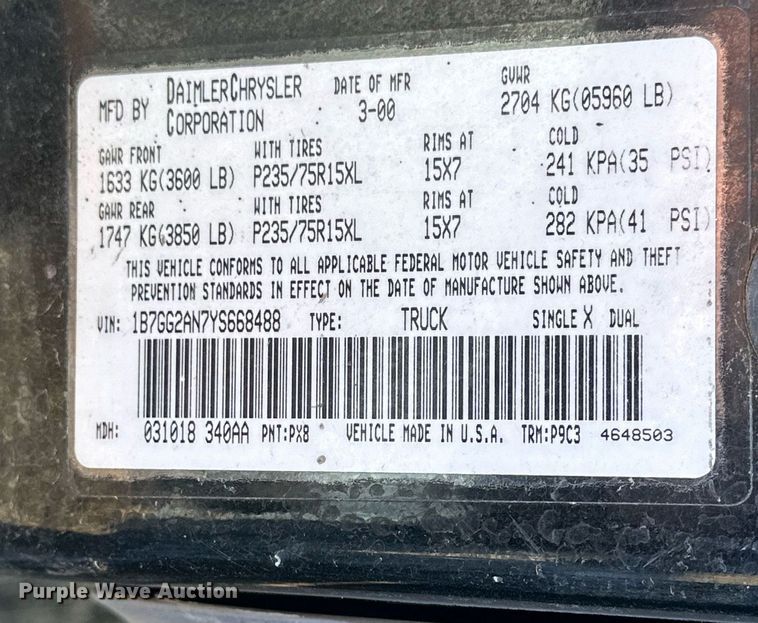 MFD BY DAIMLERCHRYSLER CORPORATION DATE OF MFR 3-00 GVWR 2704 KG(05960 LB)
GAWR FRONT WITH TIRES RIMS AT COLD
1633 KG(3600 LB) P235/75R15XL 15X7 241 KPA(35 PSI)
GAWR REAR WITH TIRES RIMS AT COLD
1747 KG(3850 LB) P235/75R15XL 15X7 282 KPA(41 PSI)
THIS VEHICLE CONFORMS TO ALL APPLICABLE FEDERAL MOTOR VEHICLE SAFETY AND THEFT
PREVENTION STANDARDS IN EFFECT ON THE DATE OF MANUFACTURE SHOWN ABOVE.
VIN: 1B7GG2AN7YS668488 TYPE: TRUCK SINGLE X DUAL
MDH: 031018 340AA PNT:PX8 VEHICLE MADE IN U.S.A. TRM:P9C3 4648503
Purple Wave Auction